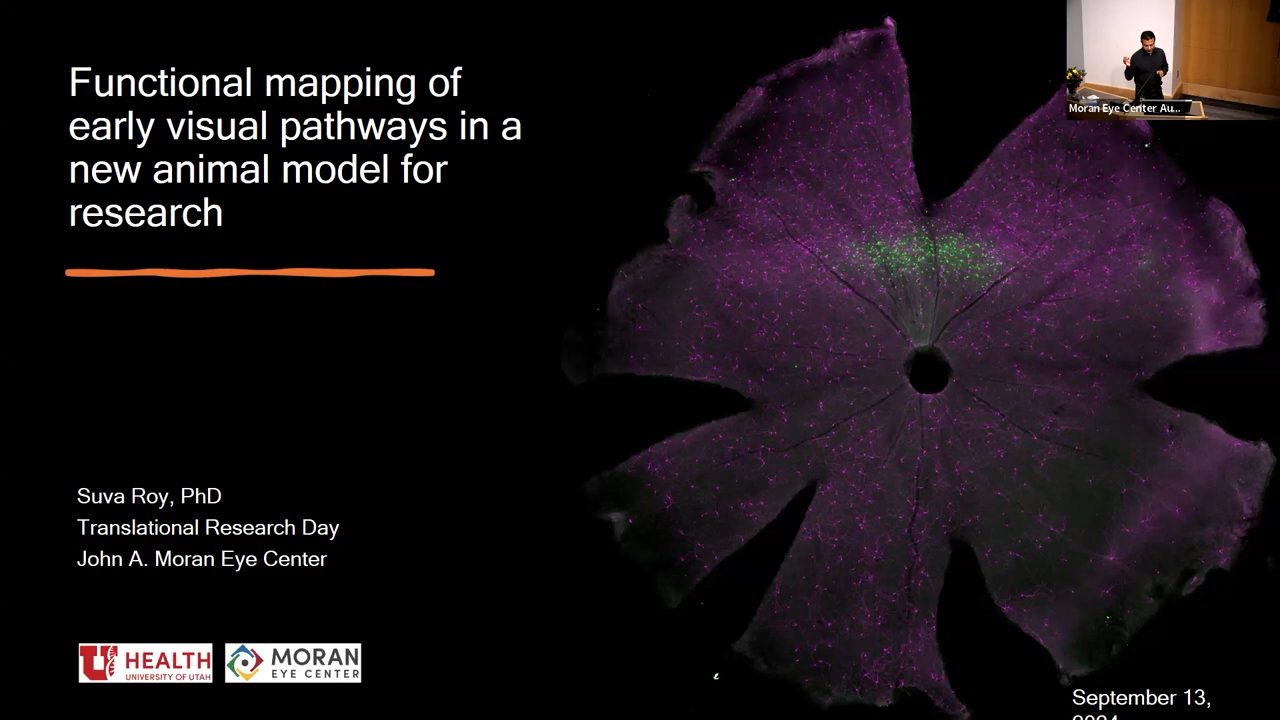 Functional mapping of
early visual pathways in a
new animal model for
research
Moran Eye Center Au...
Suva Roy, PhD
Translational Research Day
John A. Moran Eye Center
U HEALTH
UNIVERSITY OF UTAH
MORAN
EYE CENTER
September 13,
2024